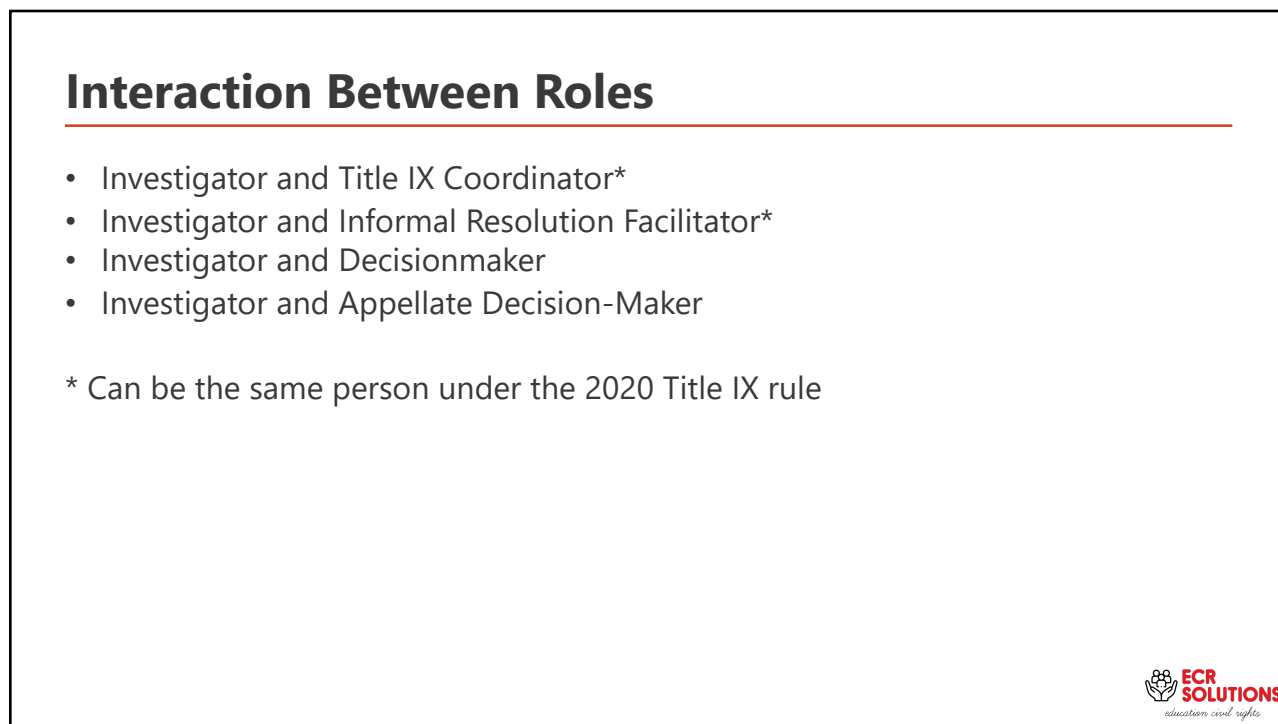 Interaction Between Roles
• Investigator and Title IX Coordinator*
• Investigator and Informal Resolution Facilitator*
• Investigator and Decisionmaker
• Investigator and Appellate Decision-Maker
* Can be the same person under the 2020 Title IX rule
ECR
SOLUTIONS
education civil rights